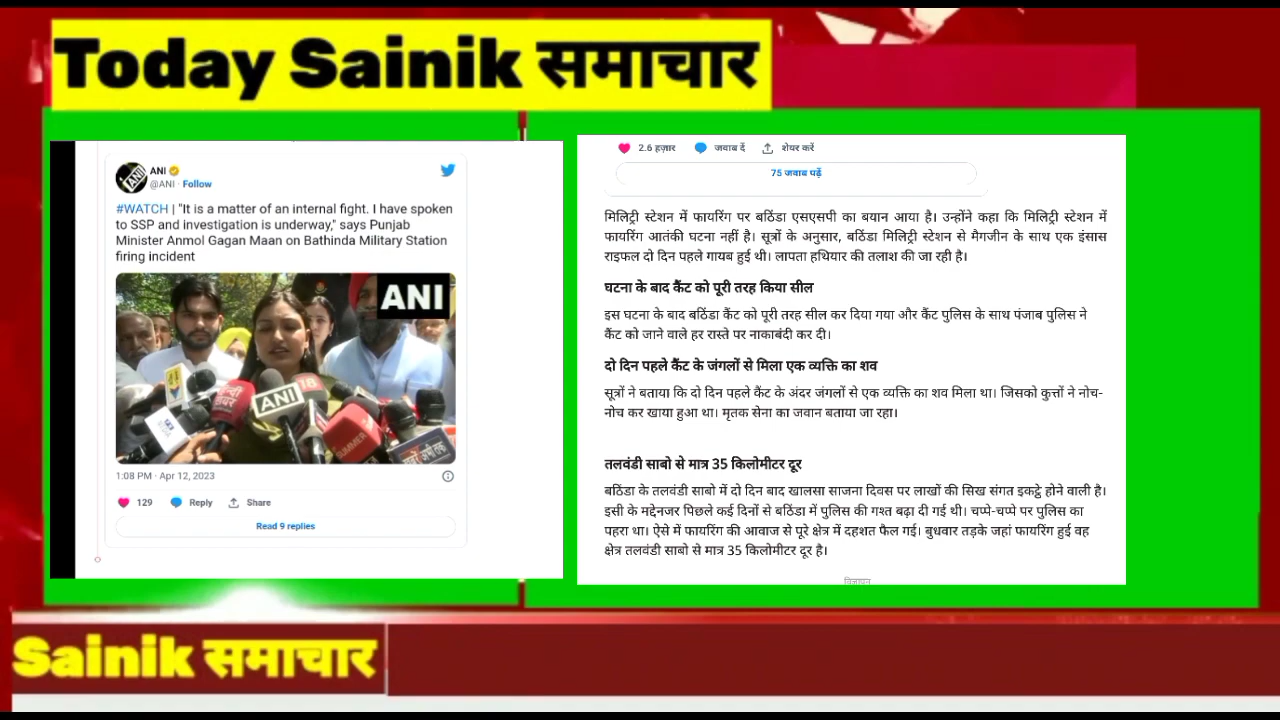 Today Sainik समाचार
ANI
@ANI · Follow
#WATCH | "It is a matter of an internal fight. I have spoken
to SSP and investigation is underway," says Punjab
Minister Anmol Gagan Maan on Bathinda Military Station
firing incident
ANI
ANI
18
1:08 PM · Apr 12, 2023
129 Reply Share
Read 9 replies
2.6 हज़ार जवाब दें शेयर करें
75 जवाब पढ़ें
मिलिट्री स्टेशन में फायरिंग पर बठिंडा एसएसपी का बयान आया है। उन्होंने कहा कि मिलिट्री स्टेशन में
फायरिंग आतंकी घटना नहीं है। सूत्रों के अनुसार, बठिंडा मिलिट्री स्टेशन से मैगजीन के साथ एक इंसास
राइफल दो दिन पहले गायब हुई थी। लापता हथियार की तलाश की जा रही है।
घटना के बाद कैंट को पूरी तरह किया सील
इस घटना के बाद बठिंडा कैंट को पूरी तरह सील कर दिया गया और कैंट पुलिस के साथ पंजाब पुलिस ने
कैंट को जाने वाले हर रास्ते पर नाकाबंदी कर दी।
दो दिन पहले कैंट के जंगलों से मिला एक व्यक्ति का शव
सूत्रों ने बताया कि दो दिन पहले कैंट के अंदर जंगलों से एक व्यक्ति का शव मिला था। जिसको कुत्तों ने नोच-
नोच कर खाया हुआ था। मृतक सेना का जवान बताया जा रहा।
तलवंडी साबो से मात्र 35 किलोमीटर दूर
बठिंडा के तलवंडी साबो में दो दिन बाद खालसा साजना दिवस पर लाखों की सिख संगत इकट्ठे होने वाली है।
इसी के मद्देनजर पिछले कई दिनों से बठिंडा में पुलिस की गश्त बढ़ा दी गई थी। चप्पे-चप्पे पर पुलिस का
पहरा था। ऐसे में फायरिंग की आवाज से पूरे क्षेत्र में दहशत फैल गई। बुधवार तड़के जहां फायरिंग हुई वह
क्षेत्र तलवंडी साबो से मात्र 35 किलोमीटर दूर है।
विज्ञापन
Sainik समाचार